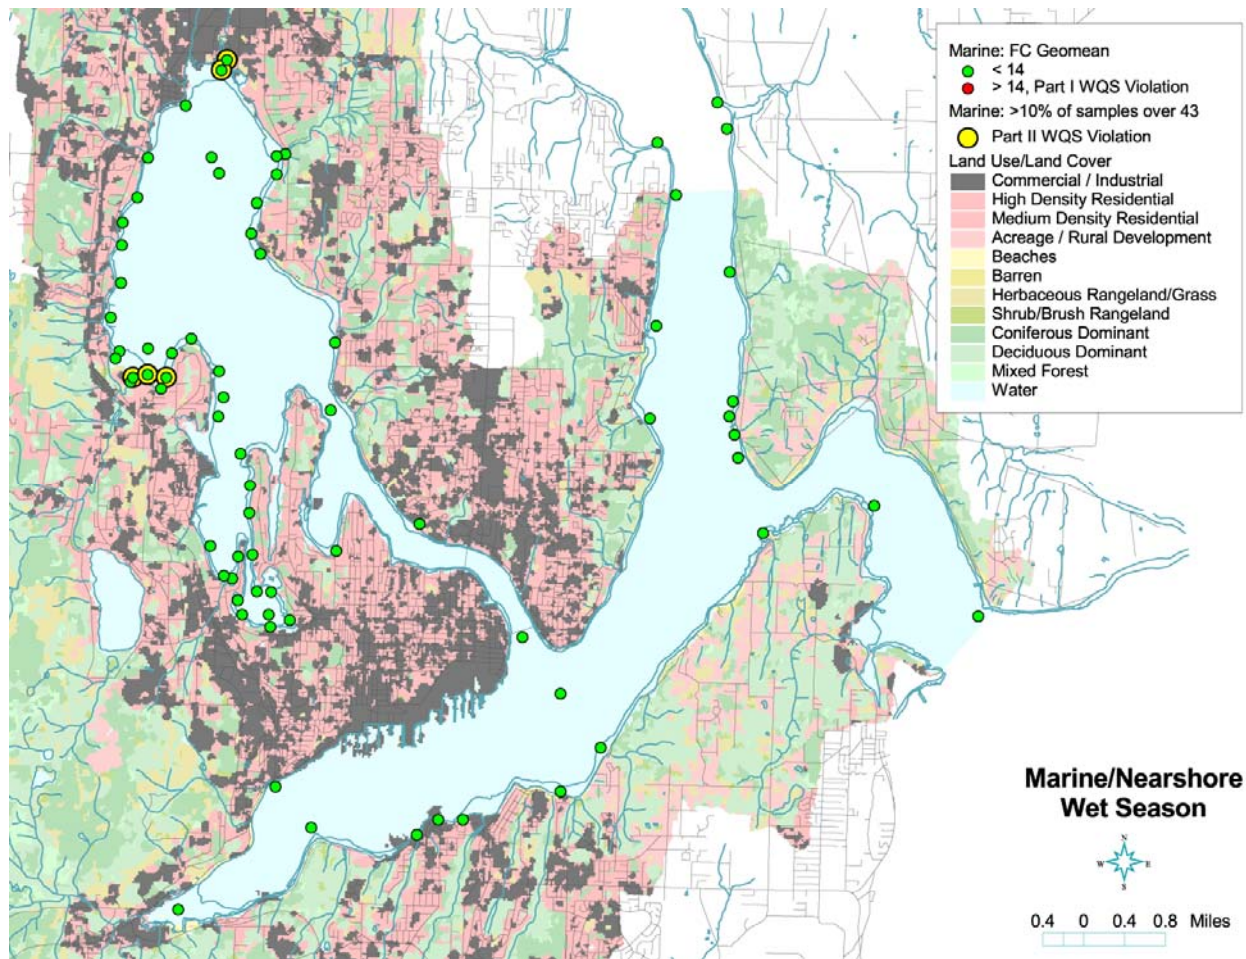 Marine: FC Geomean
< 14
> 14, Part I WQS Violation
Marine: >10% of samples over 43
Part II WQS Violation
Land Use/Land Cover
Commercial / Industrial
High Density Residential
Medium Density Residential
Acreage / Rural Development
Beaches
Barren
Herbaceous Rangeland/Grass
Shrub/Brush Rangeland
Coniferous Dominant
Deciduous Dominant
Mixed Forest
Water
Marine/Nearshore
Wet Season
N
W E
S
0.4 0 0.4 0.8 Miles